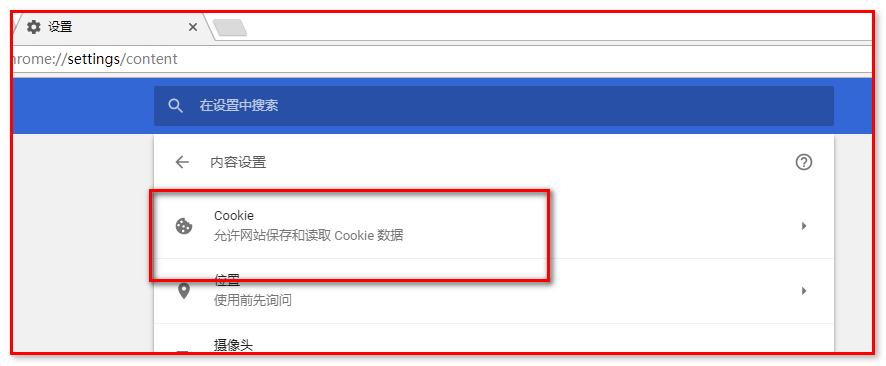 设置
hrome://settings/content
在设置中搜索
内容设置
Cookie
允许网站保存和读取 Cookie 数据
位置
使用前先询问
摄像头